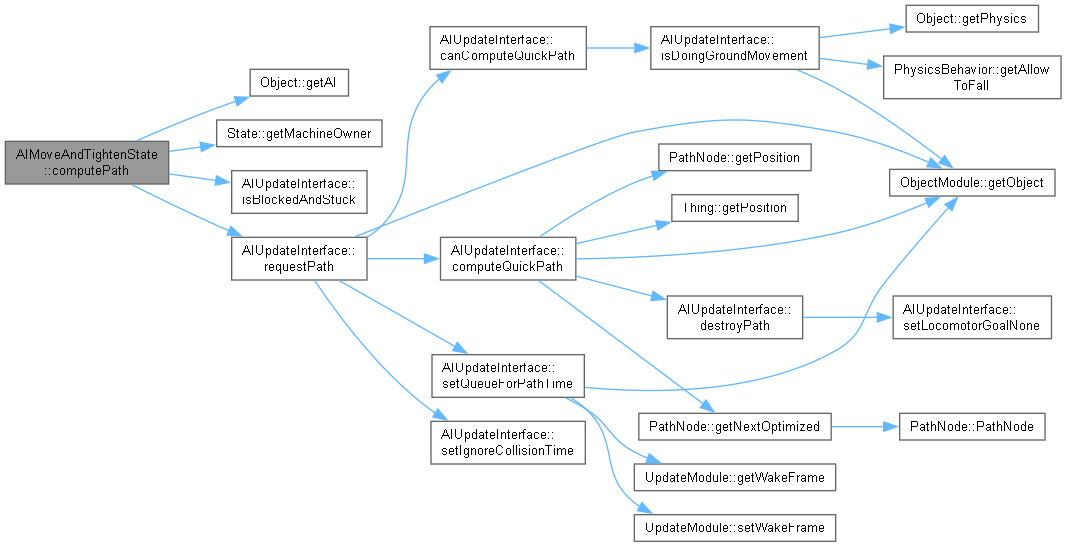 AIMoveAndTightenState
::computePath
Object::getAI
State::getMachineOwner
AIUpdateInterface::
isBlockedAndStuck
AIUpdateInterface::
requestPath
AIUpdateInterface::
canComputeQuickPath
AIUpdateInterface::
computeQuickPath
AIUpdateInterface::
setQueueForPathTime
AIUpdateInterface::
setIgnoreCollisionTime
AIUpdateInterface::
isDoingGroundMovement
PathNode::getPosition
Thing::getPosition
AIUpdateInterface::
destroyPath
PathNode::getNextOptimized
UpdateModule::getWakeFrame
UpdateModule::setWakeFrame
Object::getPhysics
PhysicsBehavior::getAllow
ToFall
ObjectModule::getObject
AIUpdateInterface::
setLocomotorGoalNone
PathNode::PathNode